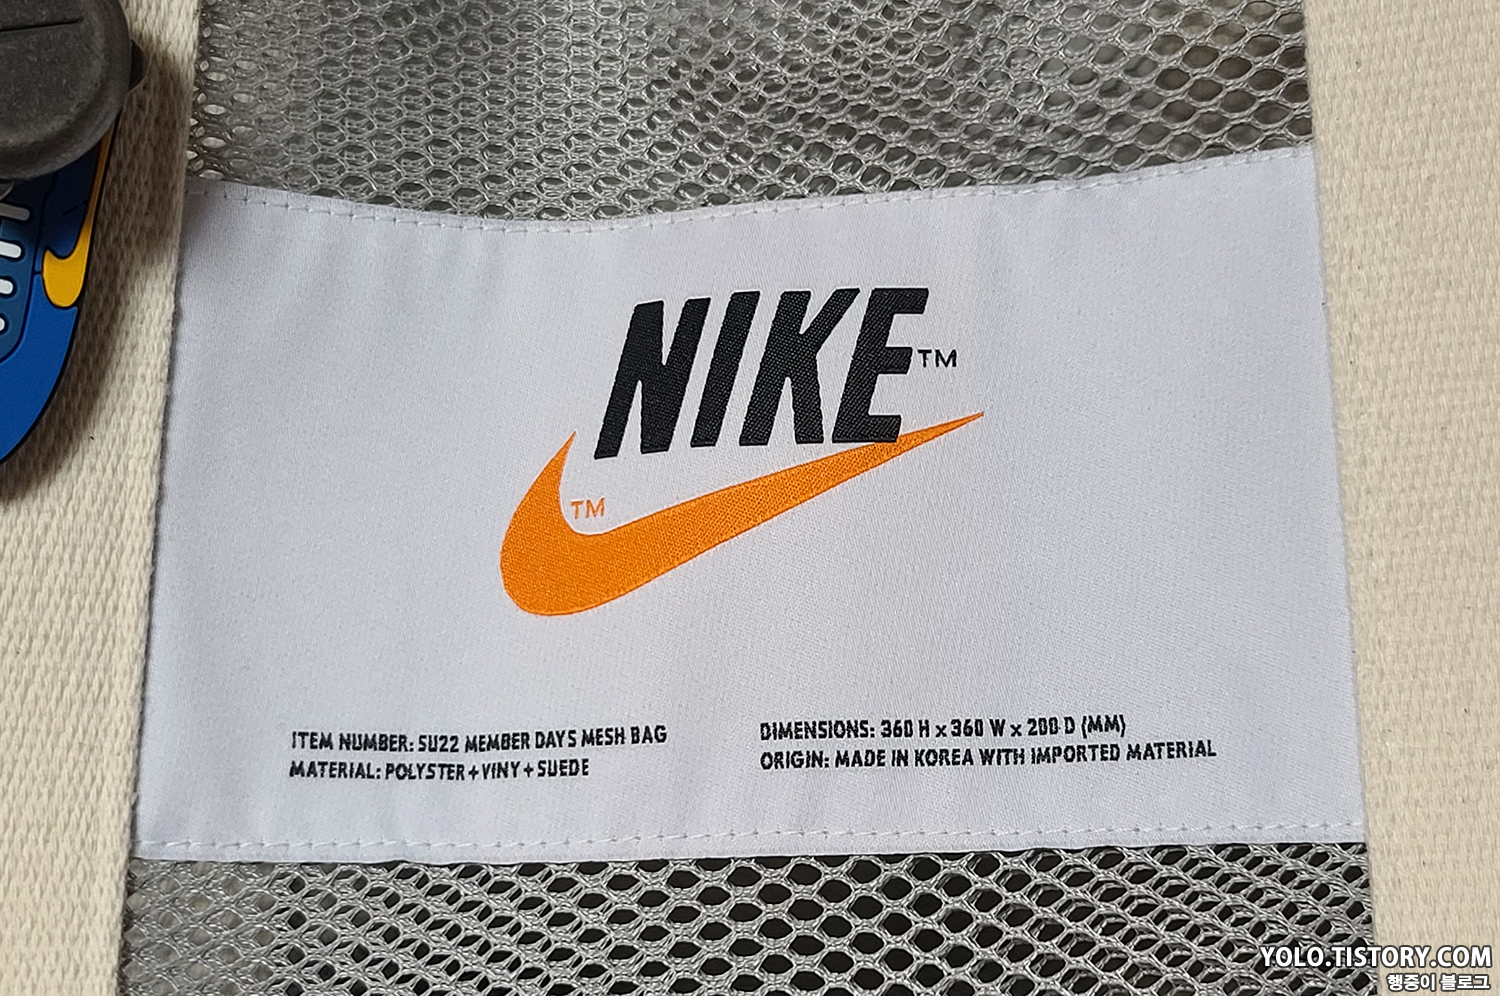 NIKE™
TM
ITEM NUMBER: SU22 MEMBER DAYS MESH BAG
MATERIAL: POLYSTER+VINY+SUEDE
DIMENSIONS: 360 H x 360 W x 200 D (MM)
ORIGIN: MADE IN KOREA WITH IMPORTED MATERIAL
YOLO.TISTORY.COM
행중이 블로그